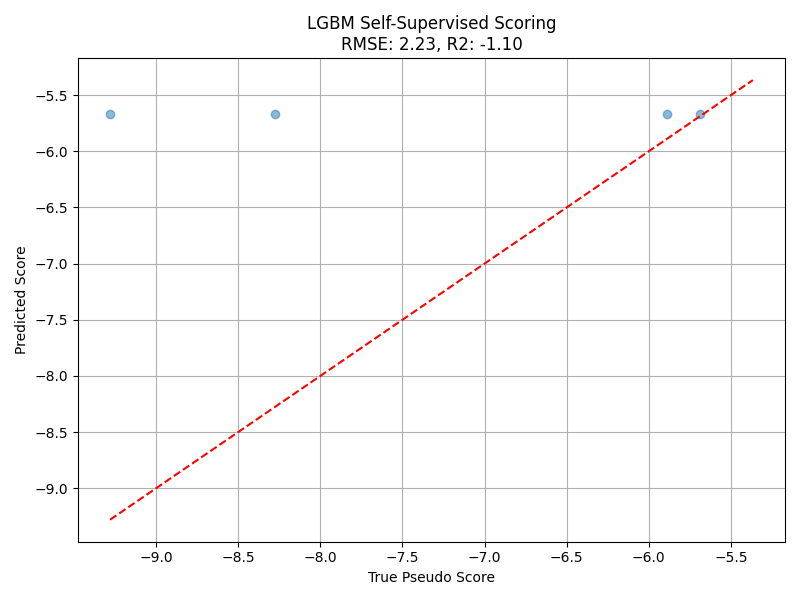 LGBM Self-Supervised Scoring
RMSE: 2.23, R2: -1.10
Predicted Score
−5.5
−6.0
−6.5
−7.0
−7.5
−8.0
−8.5
−9.0
−9.0 −8.5 −8.0 −7.5 −7.0 −6.5 −6.0 −5.5
True Pseudo Score